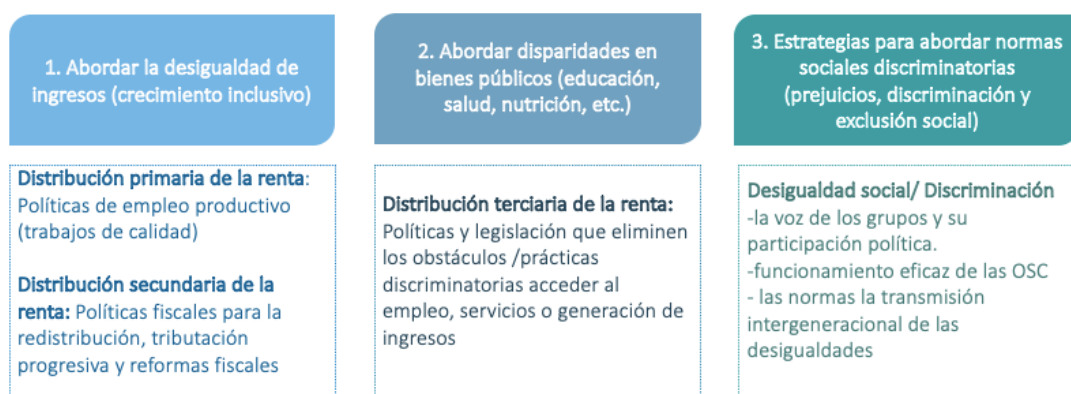 1. Abordar la desigualdad de
ingresos (crecimiento inclusivo)
Distribución primaria de la renta:
Políticas de empleo productivo
(trabajos de calidad)
Distribución secundaria de la
renta: Políticas fiscales para la
redistribución, tributación
progresiva y reformas fiscales
2. Abordar disparidades en
bienes públicos (educación,
salud, nutrición, etc.)
Distribución terciaria de la renta:
Políticas y legislación que eliminen
los obstáculos /prácticas
discriminatorias acceder al
empleo, servicios o generación de
ingresos
3. Estrategias para abordar normas
sociales discriminatorias
(prejuicios, discriminación y
exclusión social)
Desigualdad social/ Discriminación
-la voz de los grupos y su
participación política.
-funcionamiento eficaz de las OSC
- las normas la transmisión
intergeneracional de las
desigualdades